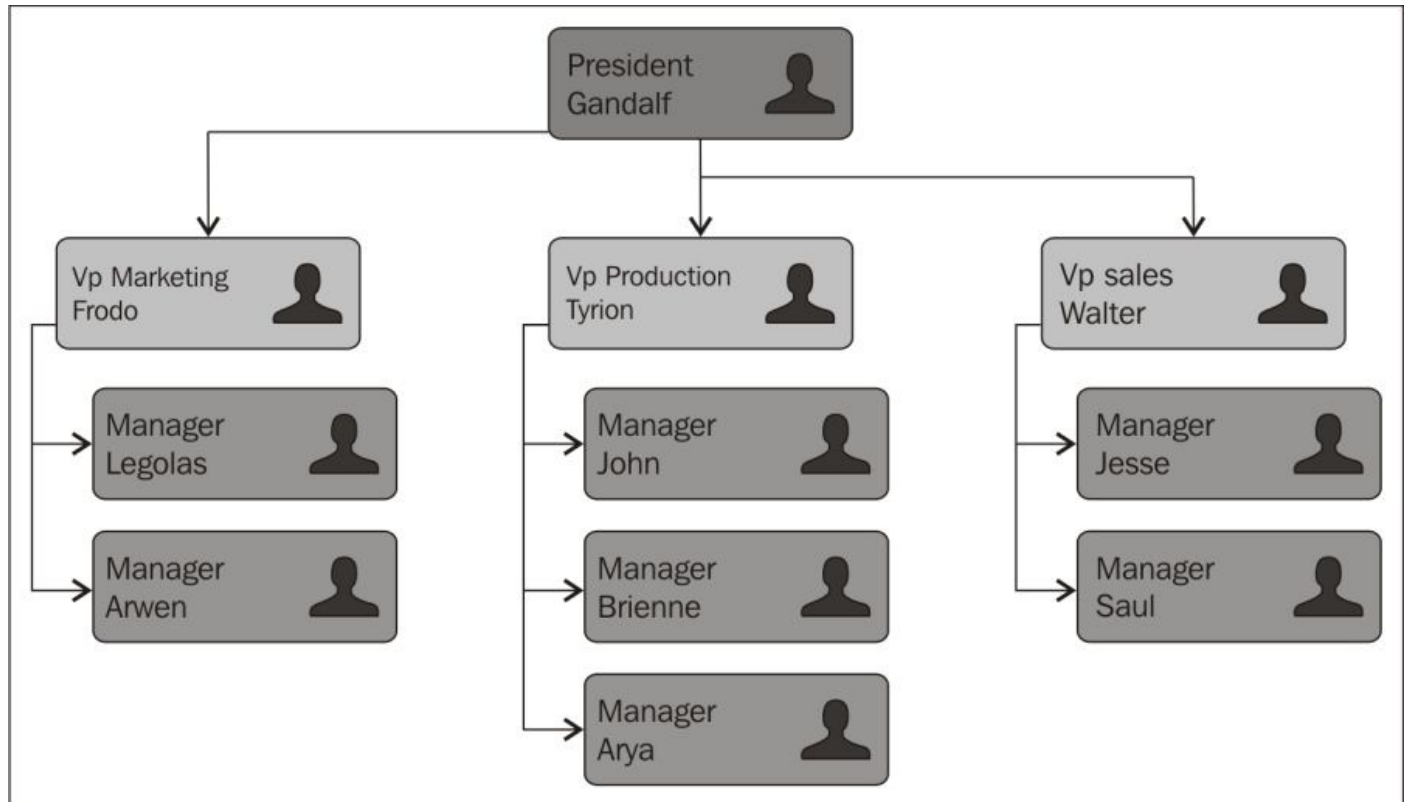 President
Gandalf
Vp Marketing
Frodo
Vp Production
Tyrion
Vp sales
Walter
Manager
Legolas
Manager
John
Manager
Jesse
Manager
Arwen
Manager
Brienne
Manager
Saul
Manager
Arya